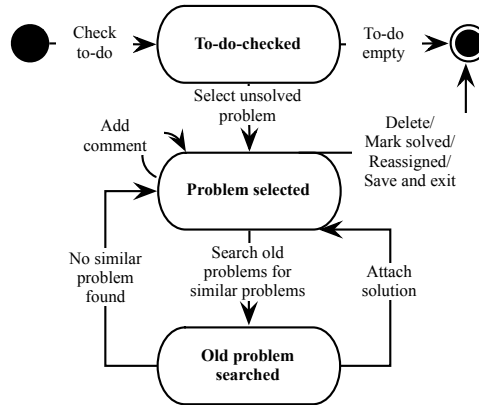 Check
to-do
To-do-checked
To-do
empty
Select unsolved
problem
Add
comment
Delete/
Mark solved/
Reassigned/
Save and exit
Problem selected
No similar
problem
found
Search old
problems for
similar problems
Attach
solution
Old problem
searched